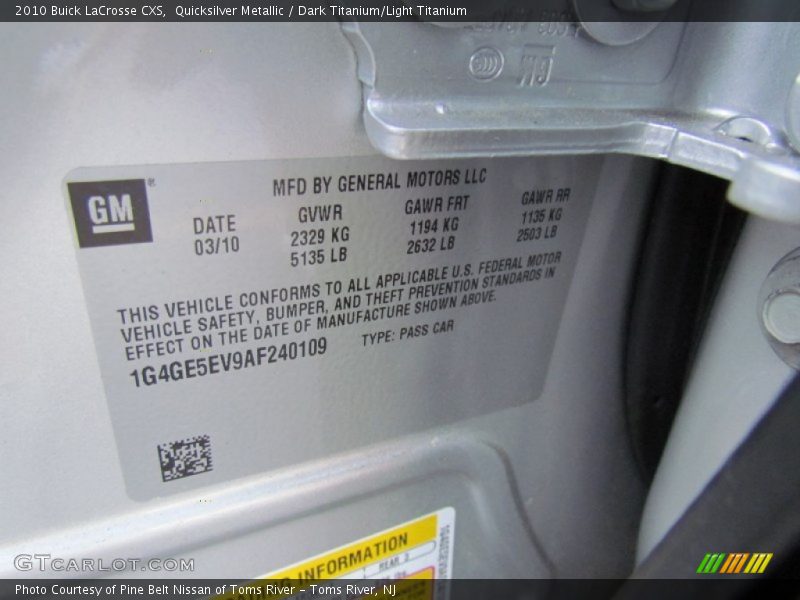 2010 Buick LaCrosse CXS, Quicksilver Metallic / Dark Titanium/Light Titanium
GM
GM
®
MFD BY GENERAL MOTORS LLC
DATE GVWR GAWR FRT GAWR RR
03/10 2329 KG 1194 KG 1135 KG
5135 LB 2632 LB 2503 LB
THIS VEHICLE CONFORMS TO ALL APPLICABLE U.S. FEDERAL MOTOR
VEHICLE SAFETY, BUMPER, AND THEFT PREVENTION STANDARDS IN
EFFECT ON THE DATE OF MANUFACTURE SHOWN ABOVE.
1G4GE5EV9AF240109 TYPE: PASS CAR
INFORMATION
REAR 3
GTCARLOT.COM
Photo Courtesy of Pine Belt Nissan of Toms River – Toms River, NJ